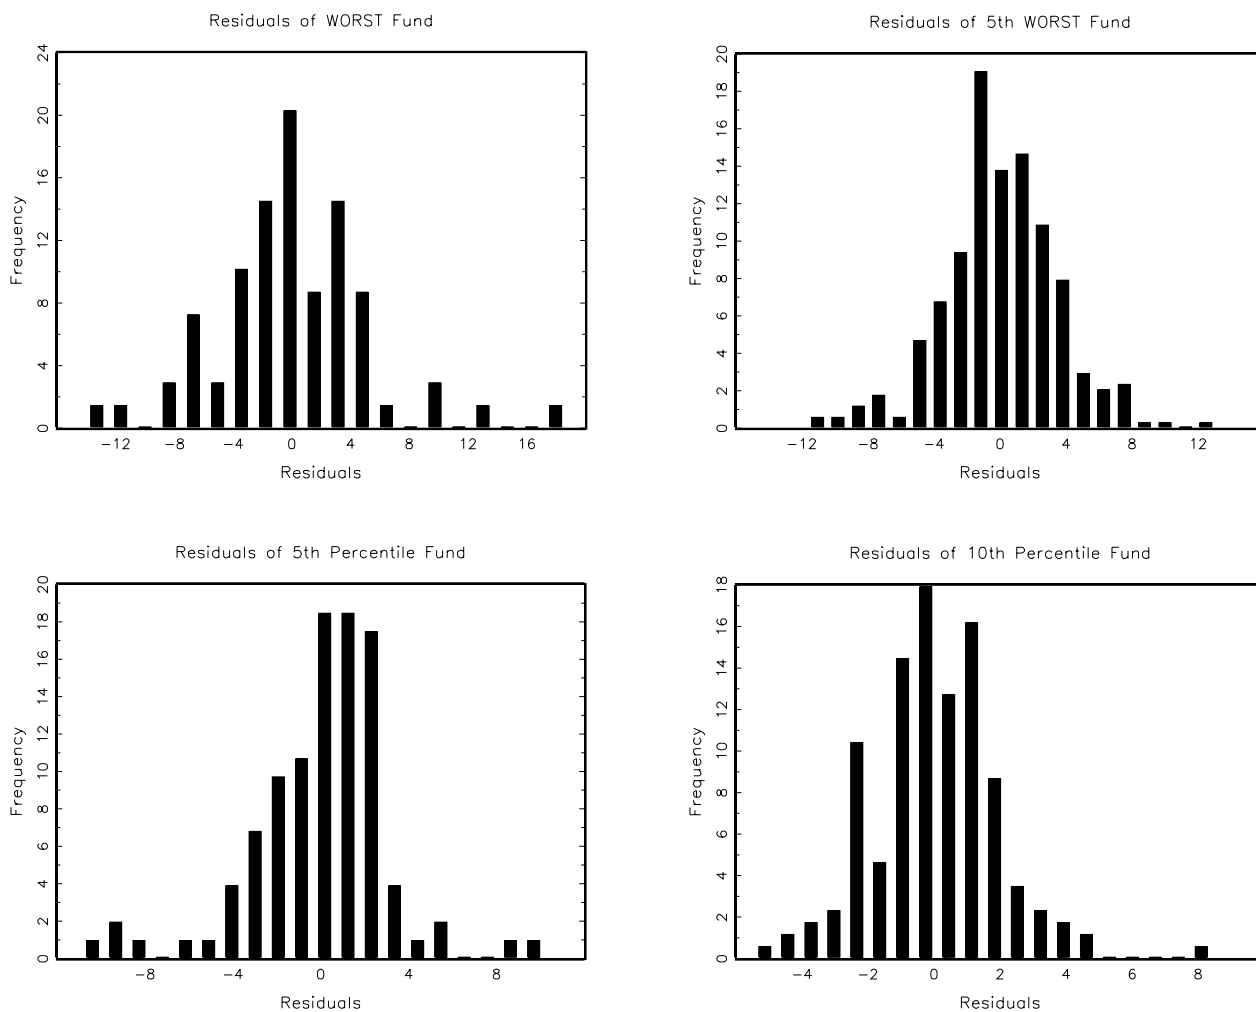 Residuals of WORST Fund
24
20
16
12
8
4
0
Frequency
-12 -8 -4 0 4 8 12 16
Residuals
Residuals of 5th WORST Fund
20
18
16
14
12
10
8
6
4
2
0
Frequency
-12 -8 -4 0 4 8 12
Residuals
Residuals of 5th Percentile Fund
20
18
16
14
12
10
8
6
4
2
0
Frequency
-8 -4 0 4 8
Residuals
Residuals of 10th Percentile Fund
18
16
14
12
10
8
6
4
2
0
Frequency
-4 -2 0 2 4 6 8
Residuals